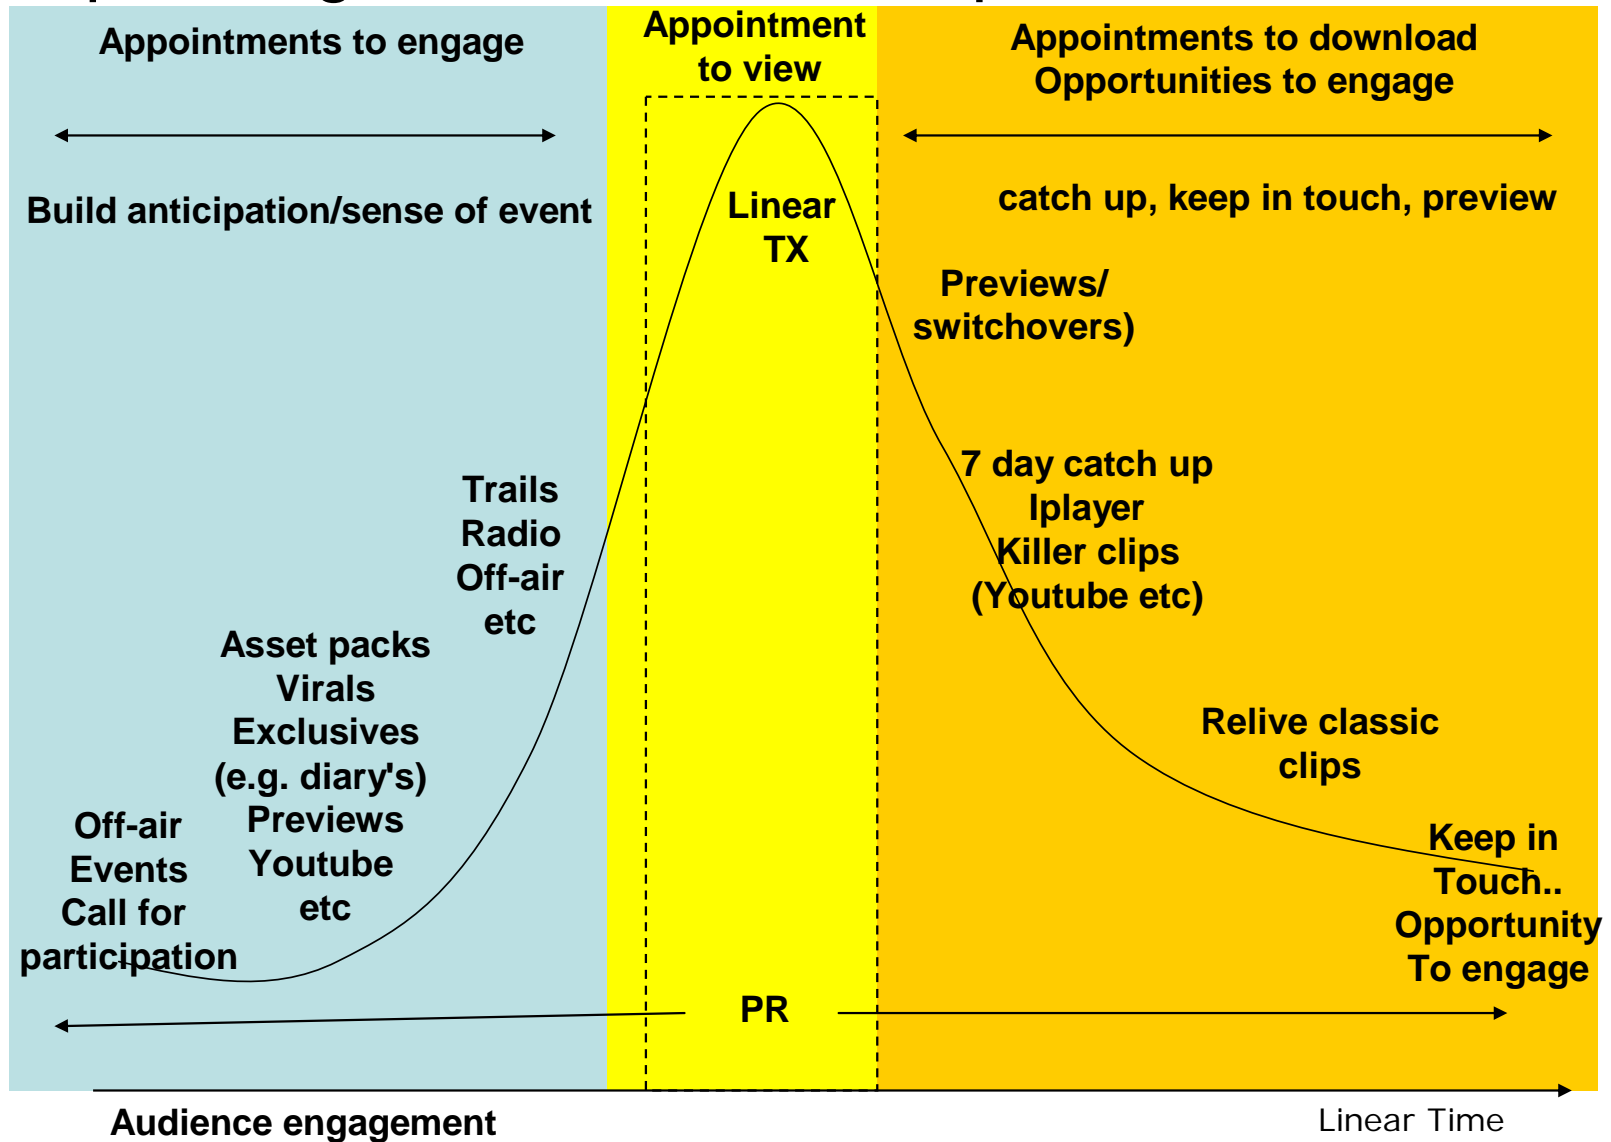 Appointments to engage
Appointment
to view
Appointments to download
Opportunities to engage
Build anticipation/sense of event
Linear
TX
catch up, keep in touch, preview
Previews/
switchovers)
7 day catch up
Iplayer
Killer clips
(Youtube etc)
Trails
Radio
Off-air
etc
Asset packs
Virals
Exclusives
(e.g. diary's)
Previews
Youtube
etc
Relive classic
clips
Off-air
Events
Call for
participation
Keep in
Touch..
Opportunity
To engage
PR
Audience engagement
Linear Time